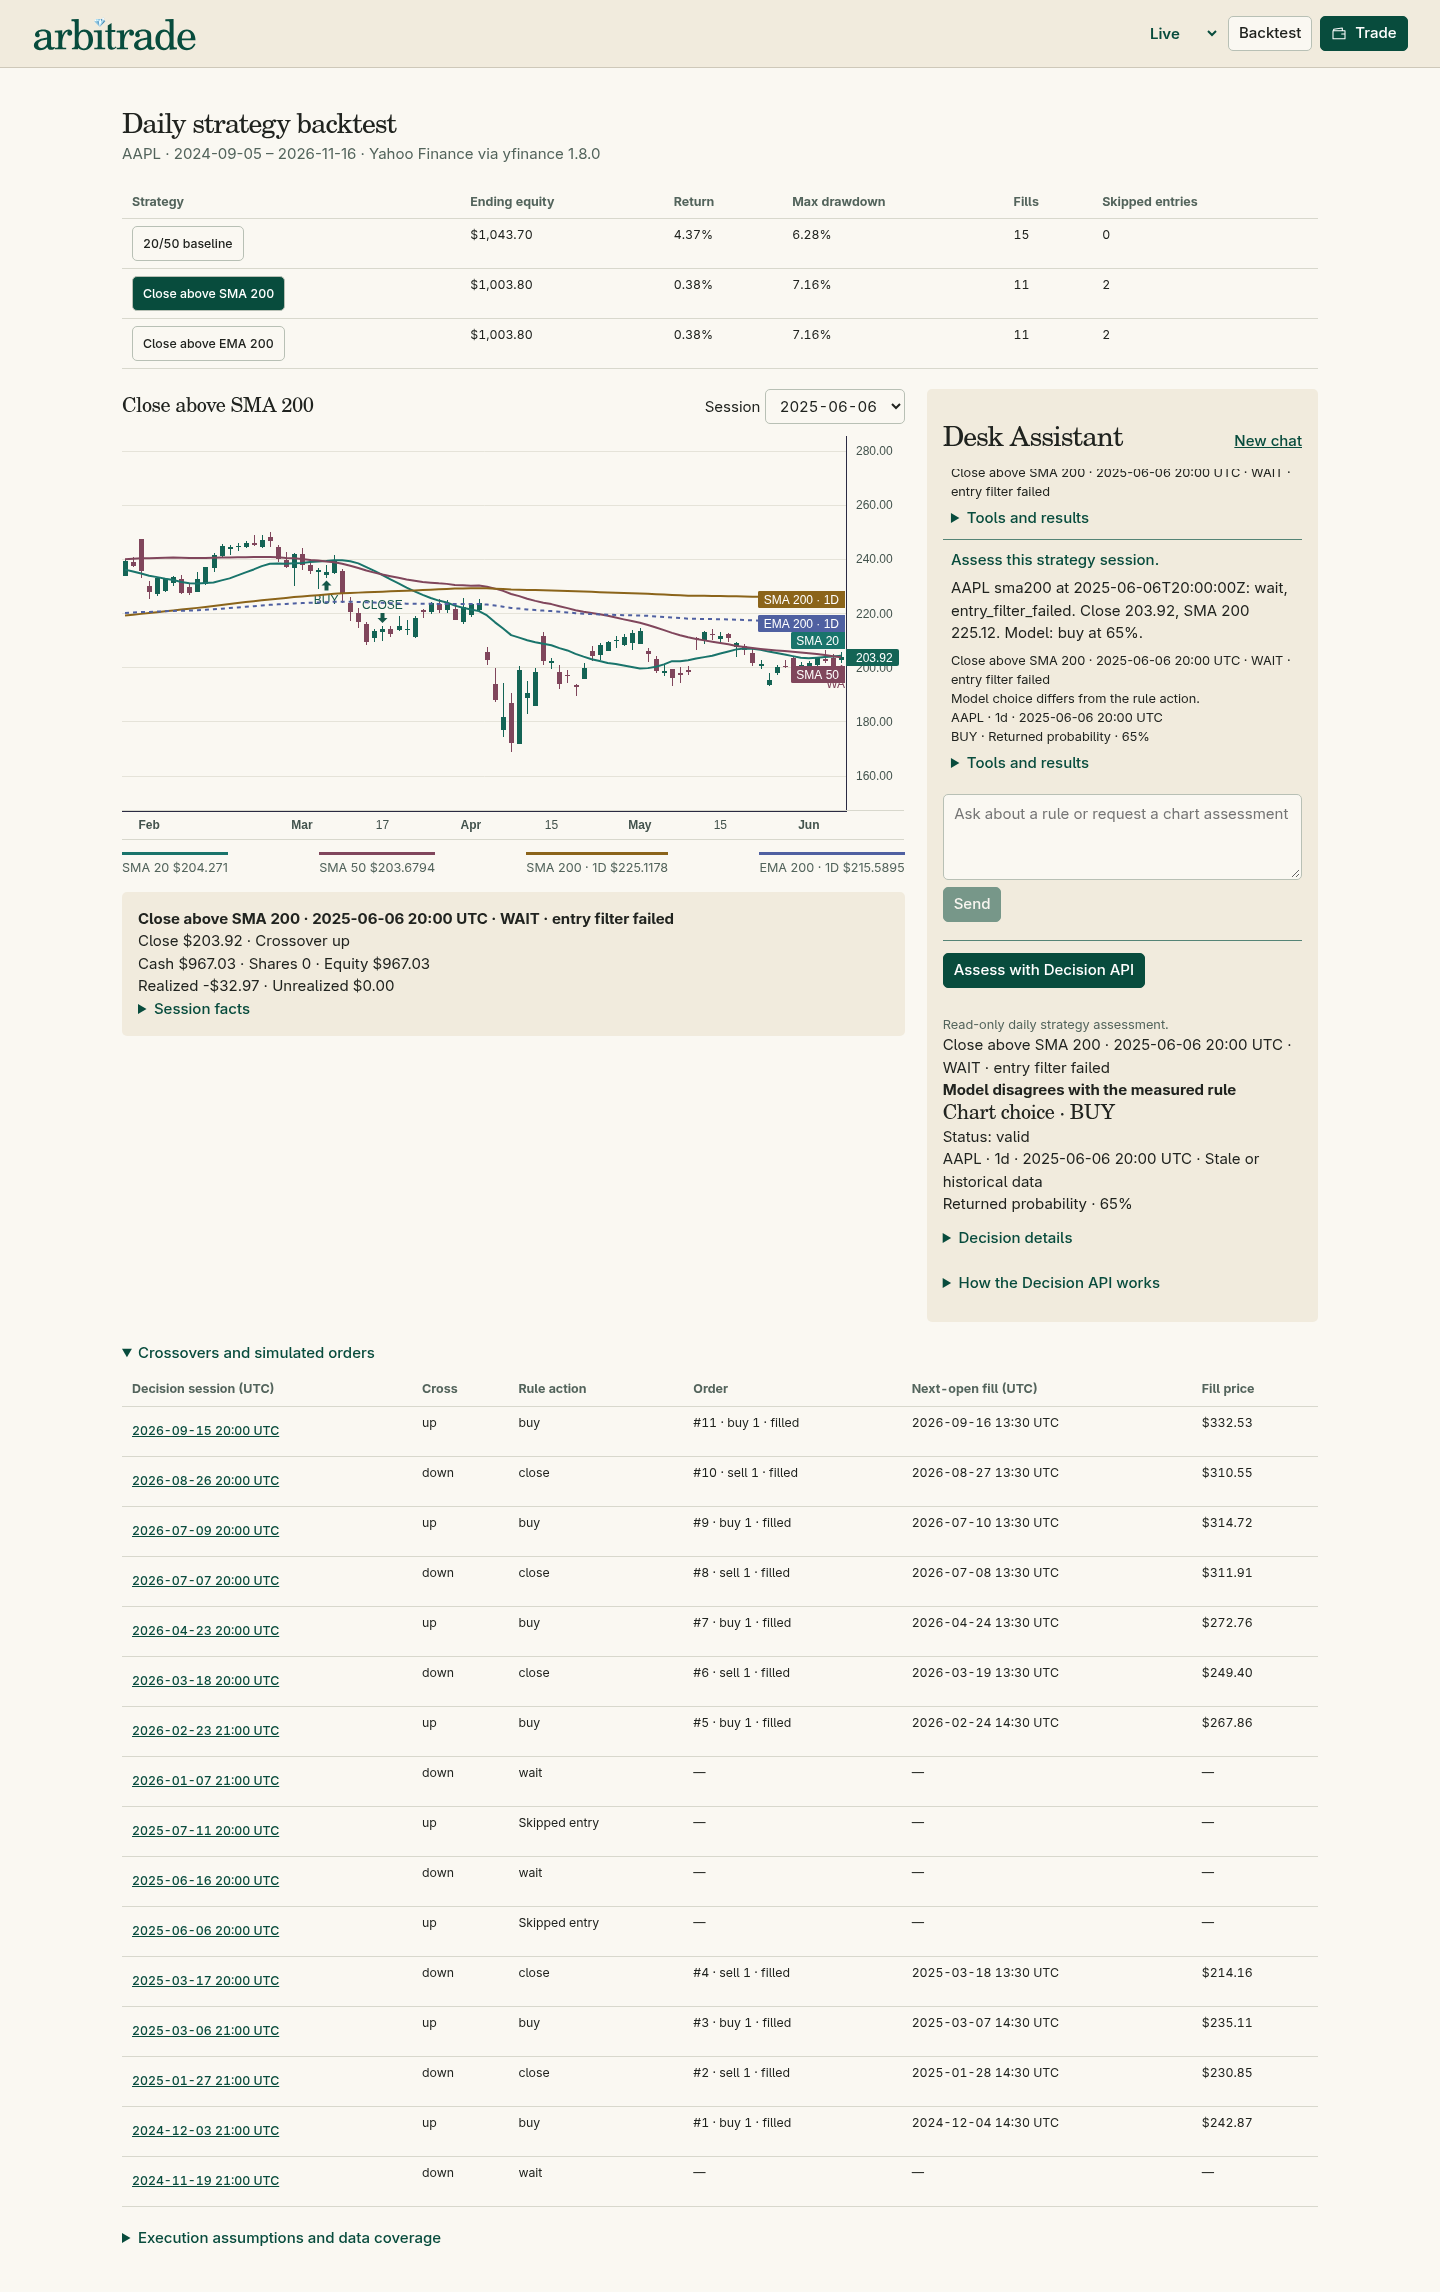 arbitrade
Live
Backtest
Trade
Daily strategy backtest
AAPL · 2024-09-05 – 2026-11-16 · Yahoo Finance via yfinance 1.8.0
Strategy Ending equity Return Max drawdown Fills Skipped entries
20/50 baseline $1,043.70 4.37% 6.28% 15 0
Close above SMA 200 $1,003.80 0.38% 7.16% 11 2
Close above EMA 200 $1,003.80 0.38% 7.16% 11 2
Close above SMA 200
Session 2025-06-06
280.00
260.00
240.00
220.00
200.00
180.00
160.00
BUY
CLOSE
SMA 200 · 1D
EMA 200 · 1D
SMA 20
203.92
SMA 50
WA
Feb Mar 17 Apr 15 May 15 Jun
SMA 20 $204.271
SMA 50 $203.6794
SMA 200 · 1D $225.1178
EMA 200 · 1D $215.5895
Close above SMA 200 · 2025-06-06 20:00 UTC · WAIT · entry filter failed
Close $203.92 · Crossover up
Cash $967.03 · Shares 0 · Equity $967.03
Realized -$32.97 · Unrealized $0.00
Session facts
Desk Assistant
New chat
Close above SMA 200 · 2025-06-06 20:00 UTC · WAIT ·
entry filter failed
Tools and results
Assess this strategy session.
AAPL sma200 at 2025-06-06T20:00:00Z: wait,
entry_filter_failed. Close 203.92, SMA 200
225.12. Model: buy at 65%.
Close above SMA 200 · 2025-06-06 20:00 UTC · WAIT ·
entry filter failed
Model choice differs from the rule action.
AAPL · 1d · 2025-06-06 20:00 UTC
BUY · Returned probability · 65%
Tools and results
Ask about a rule or request a chart assessment
Send
Assess with Decision API
Read-only daily strategy assessment.
Close above SMA 200 · 2025-06-06 20:00 UTC ·
WAIT · entry filter failed
Model disagrees with the measured rule
Chart choice · BUY
Status: valid
AAPL · 1d · 2025-06-06 20:00 UTC · Stale or
historical data
Returned probability · 65%
Decision details
How the Decision API works
Crossovers and simulated orders
Decision session (UTC) Cross Rule action Order Next-open fill (UTC) Fill price
2026-09-15 20:00 UTC up buy #11 · buy 1 · filled 2026-09-16 13:30 UTC $332.53
2026-08-26 20:00 UTC down close #10 · sell 1 · filled 2026-08-27 13:30 UTC $310.55
2026-07-09 20:00 UTC up buy #9 · buy 1 · filled 2026-07-10 13:30 UTC $314.72
2026-07-07 20:00 UTC down close #8 · sell 1 · filled 2026-07-08 13:30 UTC $311.91
2026-04-23 20:00 UTC up buy #7 · buy 1 · filled 2026-04-24 13:30 UTC $272.76
2026-03-18 20:00 UTC down close #6 · sell 1 · filled 2026-03-19 13:30 UTC $249.40
2026-02-23 21:00 UTC up buy #5 · buy 1 · filled 2026-02-24 14:30 UTC $267.86
2026-01-07 21:00 UTC down wait — — —
2025-07-11 20:00 UTC up Skipped entry — — —
2025-06-16 20:00 UTC down wait — — —
2025-06-06 20:00 UTC up Skipped entry — — —
2025-03-17 20:00 UTC down close #4 · sell 1 · filled 2025-03-18 13:30 UTC $214.16
2025-03-06 21:00 UTC up buy #3 · buy 1 · filled 2025-03-07 14:30 UTC $235.11
2025-01-27 21:00 UTC down close #2 · sell 1 · filled 2025-01-28 14:30 UTC $230.85
2024-12-03 21:00 UTC up buy #1 · buy 1 · filled 2024-12-04 14:30 UTC $242.87
2024-11-19 21:00 UTC down wait — — —
Execution assumptions and data coverage